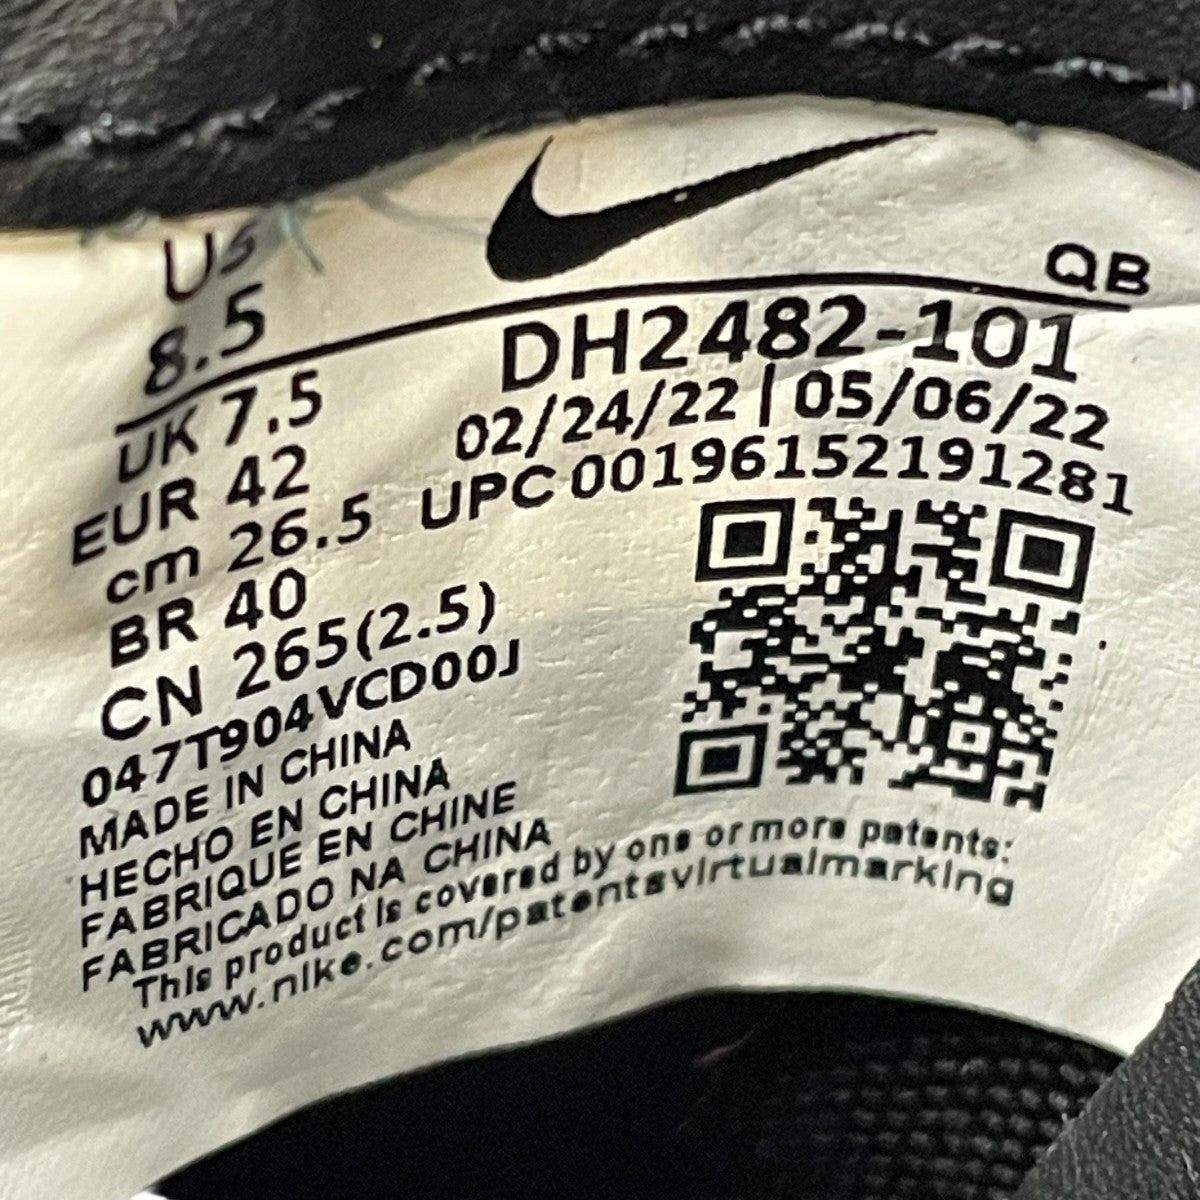 US
8.5
QB
UK 7.5
EUR 42
cm 26.5
BR 40
CN 265(2.5)
DH2482-101
02/24/22 | 05/06/22
UPC 00196152191281
047T904VCD00J
MADE IN CHINA
HECHO EN CHINA
FABRIQUE EN CHINE
FABRICADO NA CHINA
This product is covered by one or more patents:
www.nike.com/patentsvirtualmarking